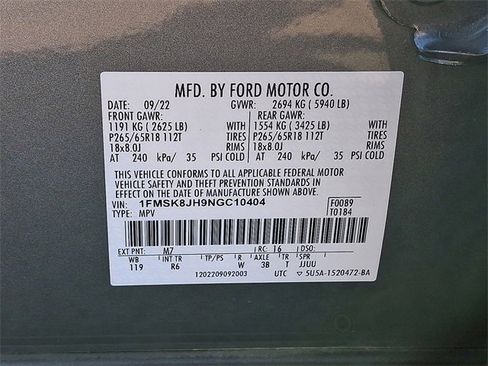 MFD. BY FORD MOTOR CO.
DATE: 09/22 GVWR: 2694 KG ( 5940 LB)
FRONT GAWR: REAR GAWR:
1191 KG ( 2625 LB) WITH 1554 KG ( 3425 LB) WITH
P265/65R18 112T TIRES P265/65R18 112T TIRES
18x8.0J RIMS 18x8.0J RIMS
AT 240 kPa/ 35 PSI COLD AT 240 kPa/ 35 PSI COLD
THIS VEHICLE CONFORMS TO ALL APPLICABLE FEDERAL MOTOR
VEHICLE SAFETY AND THEFT PREVENTION STANDARDS IN
EFFECT ON THE DATE OF MANUFACTURE SHOWN ABOVE.
VIN: 1FMSK8JH9NGC10404 F0089
TYPE: MPV T0184
EXT PNT: M7 RC: 16 DSO:
WB INT TR TP/PS R AXLE TR SPR
119 R6 W 3B T JJUU
1202209092003 UTC ▽ 5U5A-1520472-BA